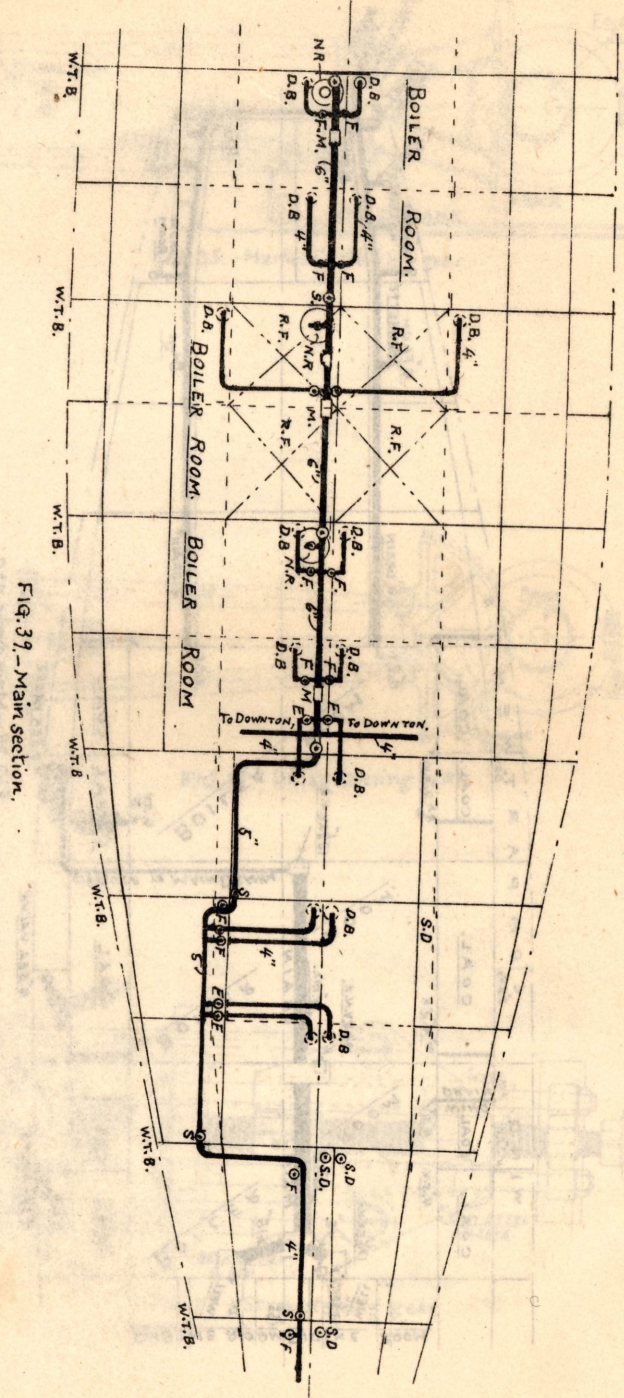 W.T.B.
N.R.
D.B.
D.B.
F
F.
M. (6")
BOILER
ROOM.
D.B. 4"
D.B. 4"
F
F
W.T.B.
S.
D.B.
D.B. 4"
R.F.
R.F.
N.R
M.
R.F.
R.F.
6"
BOILER ROOM.
W.T.B.
D.B.
D.B
N.R.
F.
F.
6"
BOILER ROOM
D.B.
D.B
F
F
M
F
E
TO DOWNTON,
TO DOWNTON,
4"
4"
D.B.
W.T.B
5"
S
W.T.B.
F
F
D.B.
4"
S.D
5"
E
E
D.B
S
W.T.B.
S.D
S.D.
F
4"
S
W.T.B.
S.D
F
FIG. 39.—Main section.